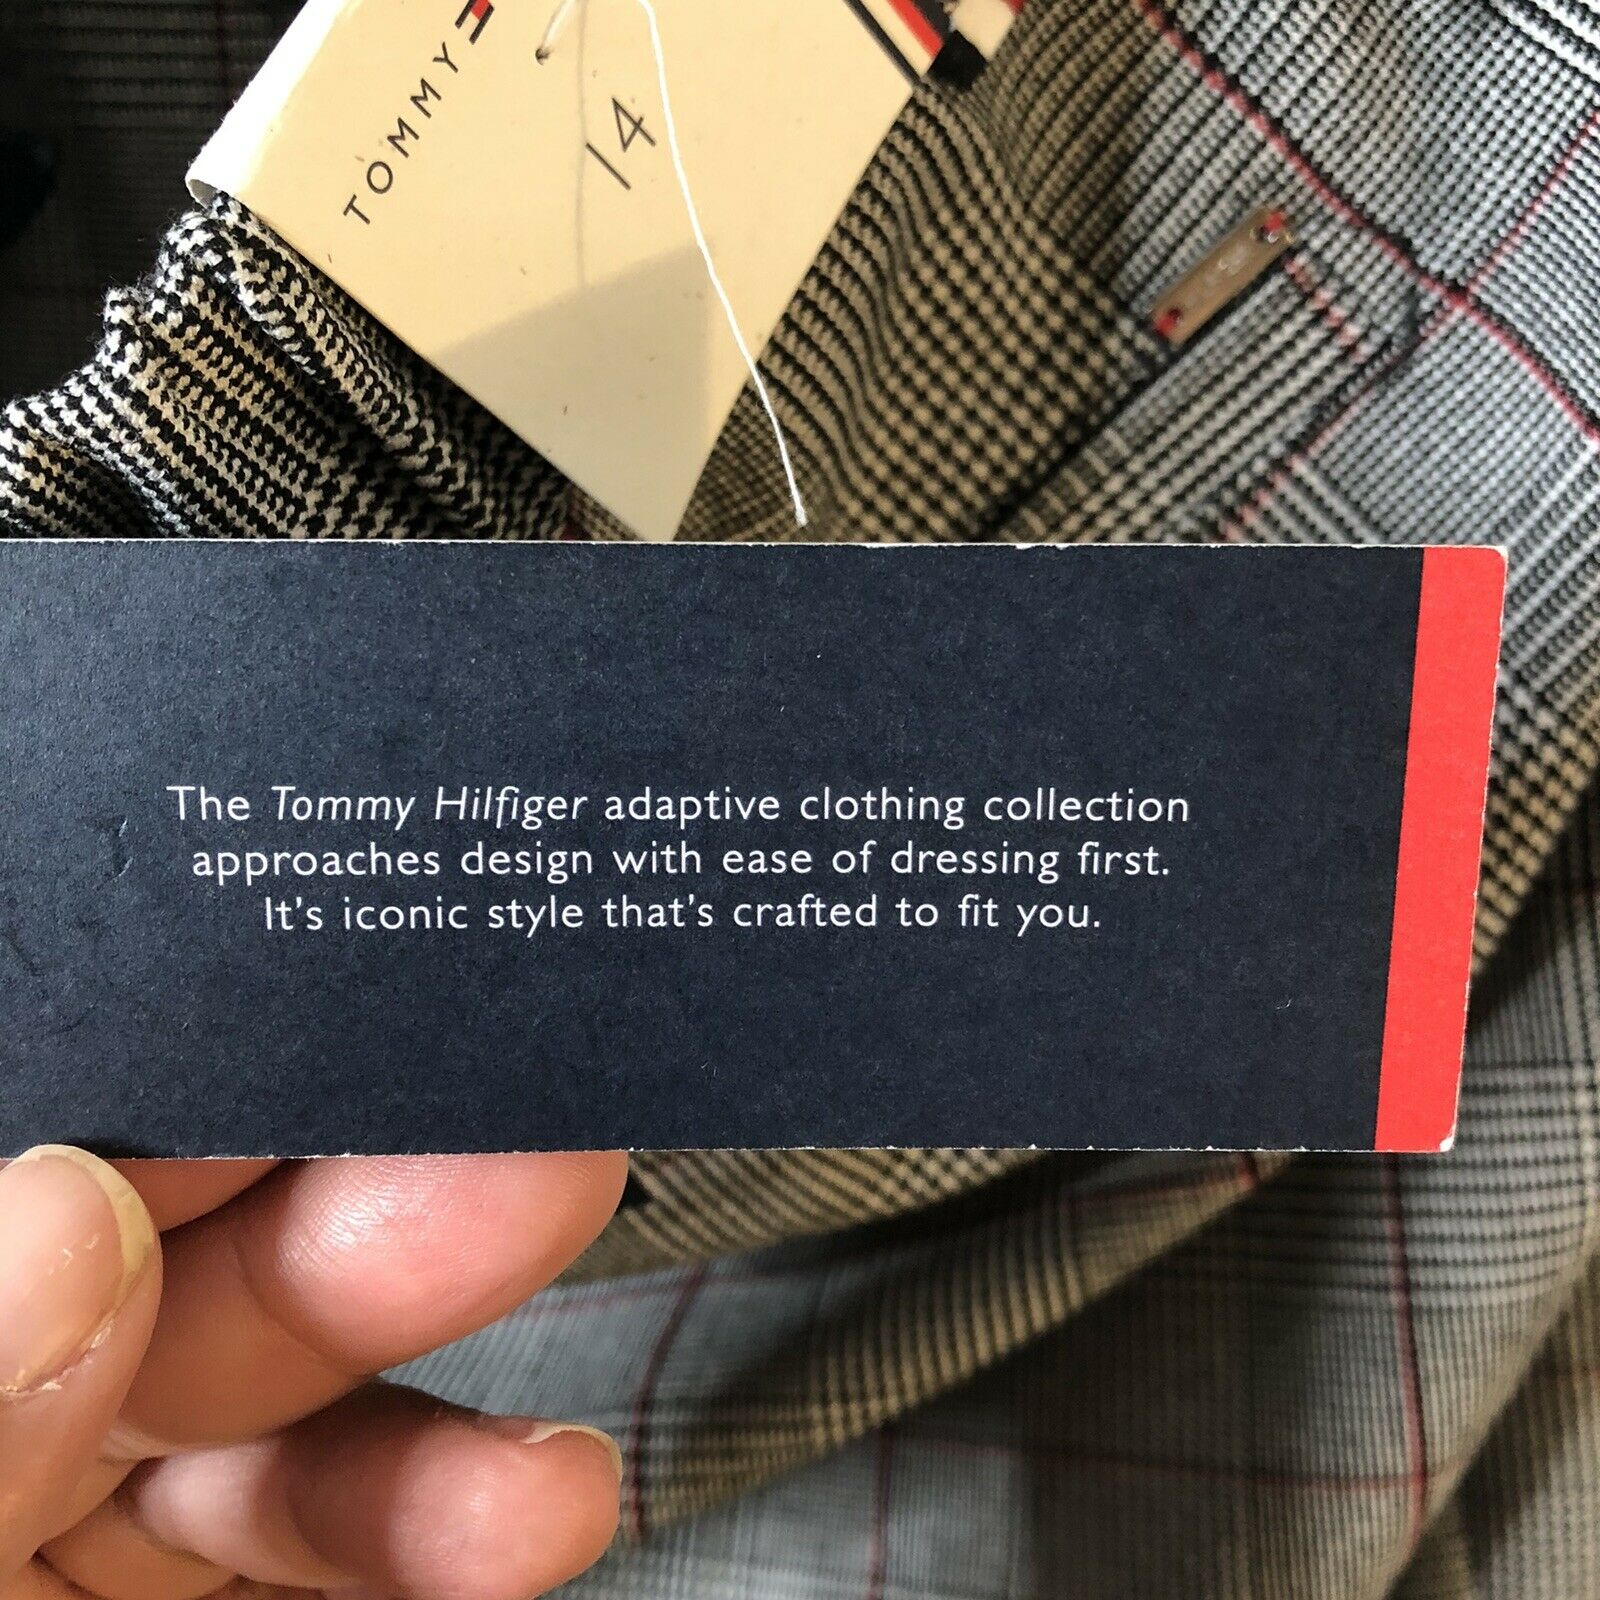 TOMMY
14
The Tommy Hilfiger adaptive clothing collection
approaches design with ease of dressing first.
It's iconic style that's crafted to fit you.